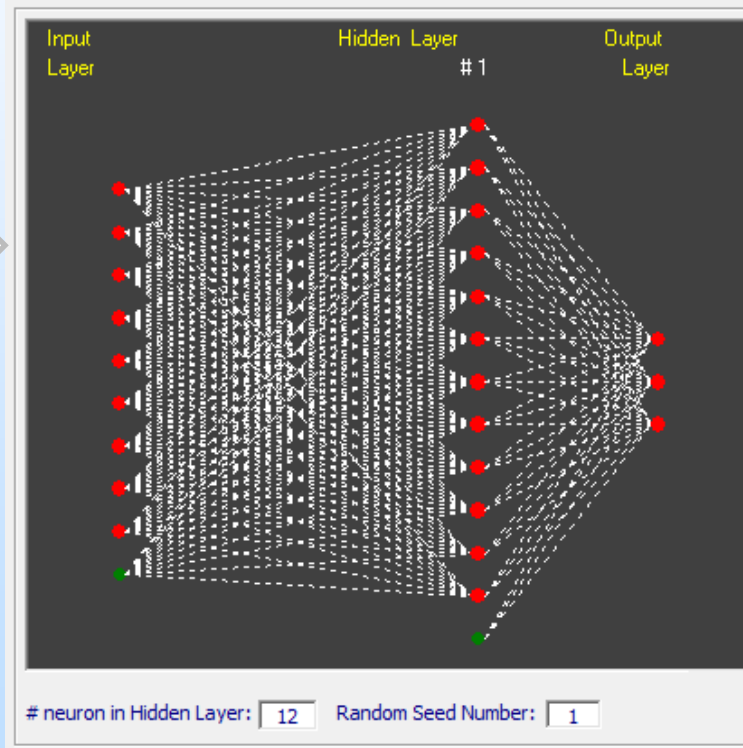 Input Hidden Layer Output
Layer # 1 Layer
# neuron in Hidden Layer: 12 Random Seed Number: 1